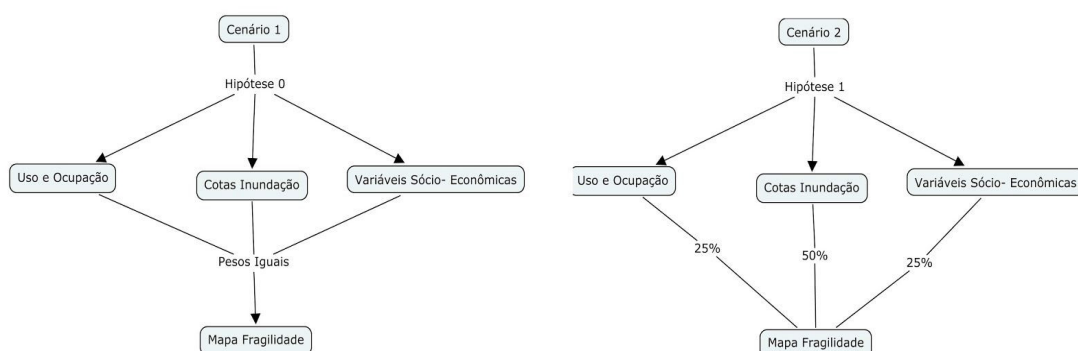 Cenário 1
Hipótese 0
Uso e Ocupação
Cotas Inundação
Variáveis Sócio- Econômicas
Pesos Iguais
Mapa Fragilidade
Cenário 2
Hipótese 1
Uso e Ocupação
Cotas Inundação
Variáveis Sócio- Econômicas
25%
50%
25%
Mapa Fragilidade